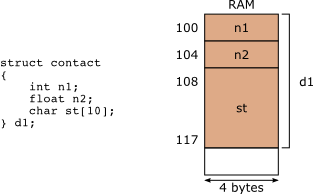 RAM
struct contact
{
int n1;
float n2;
char st[10];
} d1;
100
n1
104
n2
108
st
117
d1
4 bytes